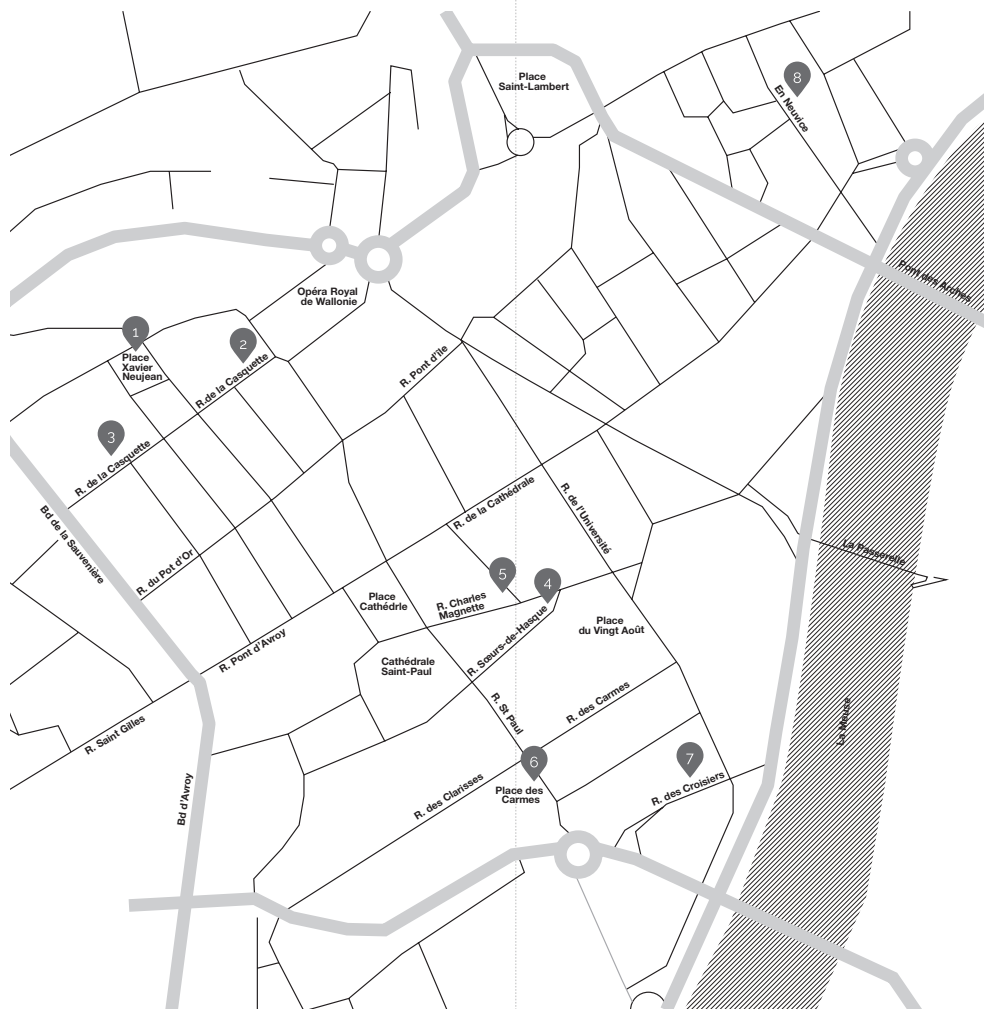 8
Place
Saint-Lambert
En Neuvice
Pont des Arches
Opéra Royal
de Wallonie
1
Place
Xavier
Neujean
2
R.de la Casquette
R. Pont d'île
3
R. de la Casquette
Bd de la Sauvenière
R. du Pot d'Or
R. de la Cathédrale
R. de l'Université
La Passerelle
5
4
R. Charles
Magnette
Place
Cathédrle
R. Sœurs-de-Hasque
Place
du Vingt Août
R. Pont d'Avroy
Cathédrale
Saint-Paul
R. St Paul
R. des Carmes
La Meuse
R. Saint Gilles
6
7
Place des
Carmes
R. des Croisiers
R. des Clarisses
Bd d'Avroy